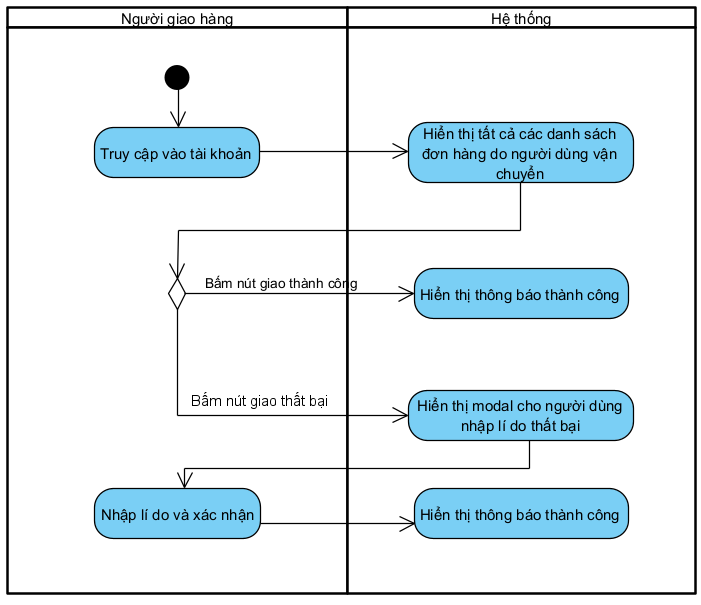 Người giao hàng
Hệ thống
Truy cập vào tài khoản
Hiển thị tất cả các danh sách
đơn hàng do người dùng vận
chuyển
Bấm nút giao thành công
Hiển thị thông báo thành công
Bấm nút giao thất bại
Hiển thị modal cho người dùng
nhập lí do thất bại
Nhập lí do và xác nhận
Hiển thị thông báo thành công